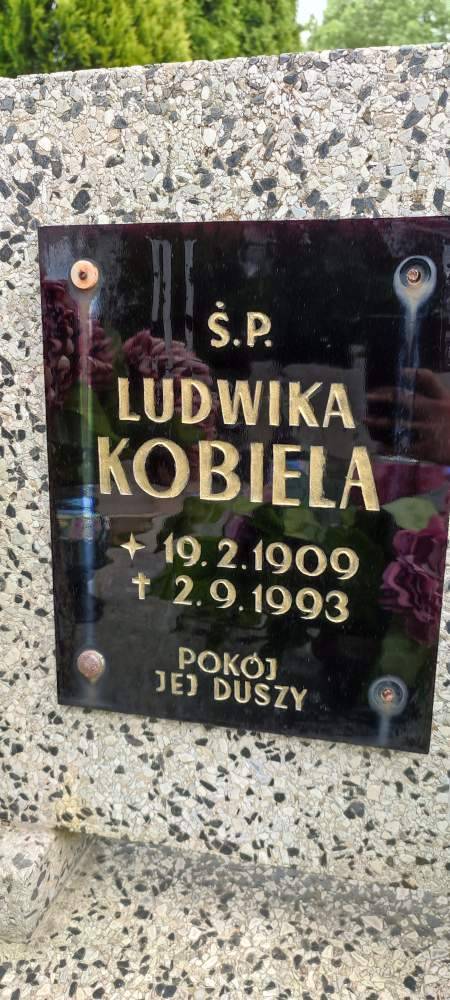 Ś.P.
LUDWIKA
KOBIELA
✦ 19.2.1909
✝ 2.9.1993
POKÓJ
JEJ DUSZY